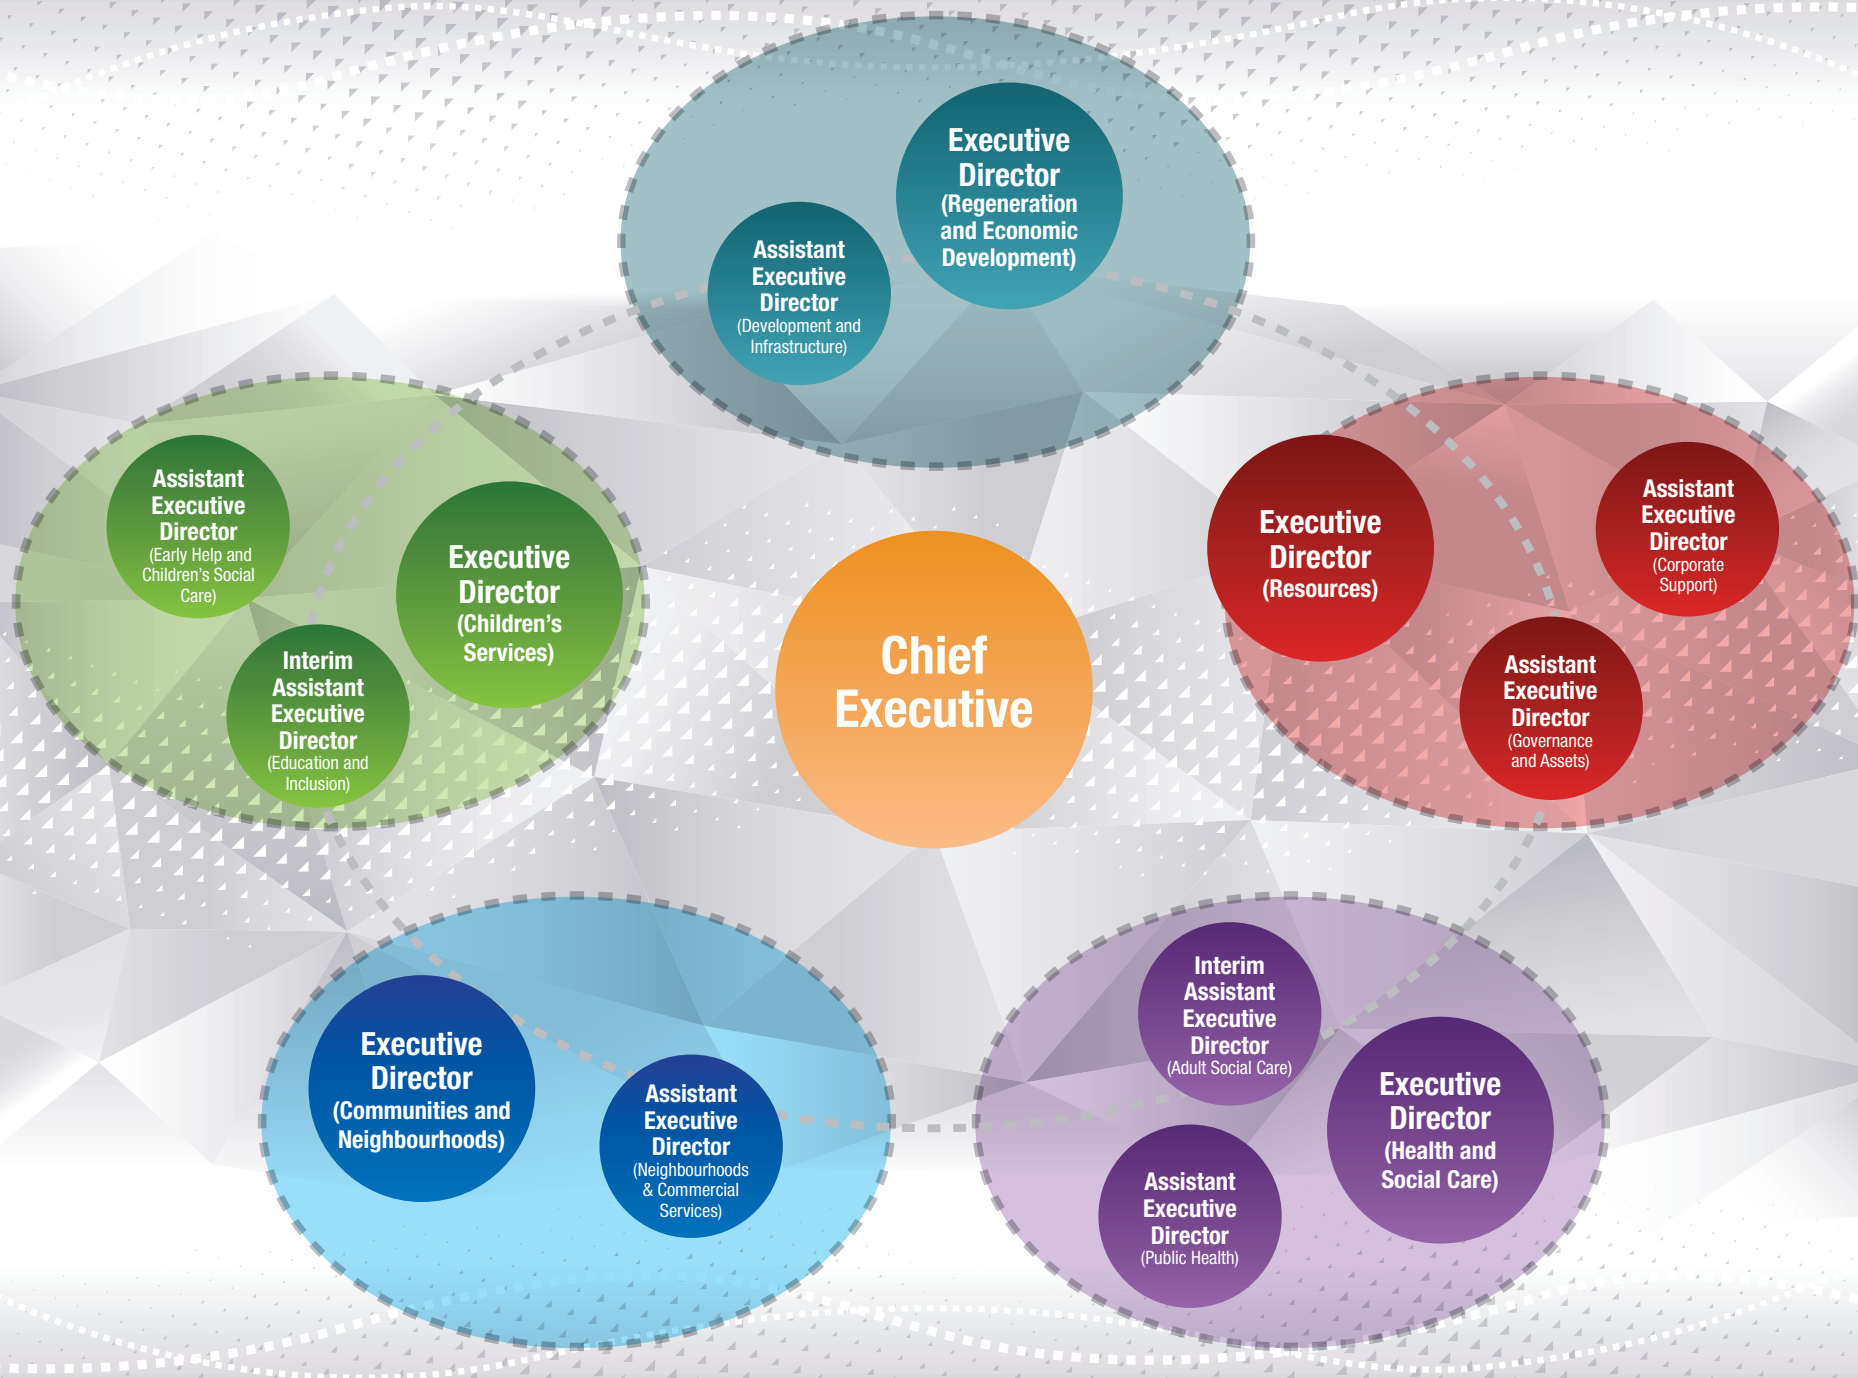 Executive
Director
(Regeneration
and Economic
Development)
Assistant
Executive
Director
(Development and
Infrastructure)
Assistant
Executive
Director
(Early Help and
Children's Social
Care)
Executive
Director
(Children's
Services)
Interim
Assistant
Executive
Director
(Education and
Inclusion)
Chief
Executive
Executive
Director
(Resources)
Assistant
Executive
Director
(Corporate
Support)
Assistant
Executive
Director
(Governance
and Assets)
Executive
Director
(Communities and
Neighbourhoods)
Assistant
Executive
Director
(Neighbourhoods
& Commercial
Services)
Interim
Assistant
Executive
Director
(Adult Social Care)
Executive
Director
(Health and
Social Care)
Assistant
Executive
Director
(Public Health)